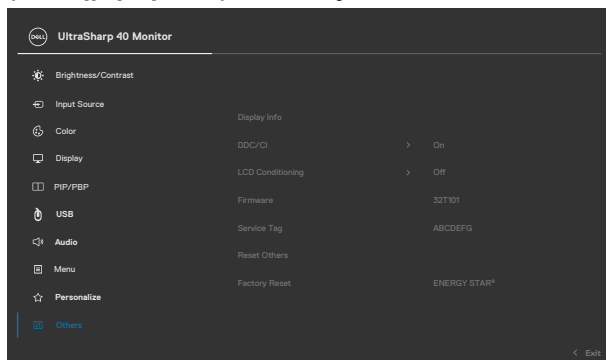 DELL UltraSharp 40 Monitor
Brightness/Contrast
Input Source
Color
Display
PIP/PBP
USB
Audio
Menu
Personalize
Others
Display Info
DDC/CI > On
LCD Conditioning > Off
Firmware 32T101
Service Tag ABCDEFG
Reset Others
Factory Reset ENERGY STAR®
< Exit